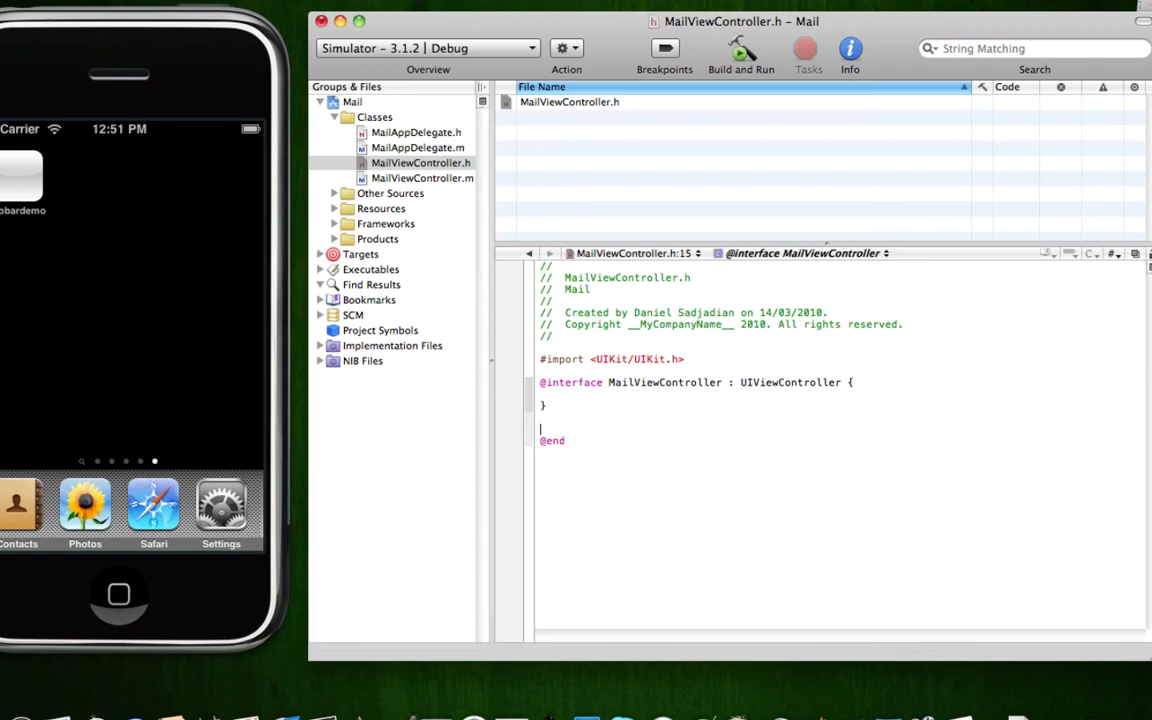 MailViewController.h – Mail
Simulator – 3.1.2 | Debug
String Matching
Overview
Action
Breakpoints
Build and Run
Tasks
Info
Search
Groups & Files
File Name
Code
Mail
MailViewController.h
Classes
MailAppDelegate.h
MailAppDelegate.m
MailViewController.h
MailViewController.m
Other Sources
Resources
Frameworks
Products
Targets
Executables
Find Results
Bookmarks
SCM
Project Symbols
Implementation Files
NIB Files
MailViewController.h:15
@interface MailViewController
//
//  MailViewController.h
//  Mail
//
//  Created by Daniel Sadjadian on 14/03/2010.
//  Copyright __MyCompanyName__ 2010. All rights reserved.
//
#import <UIKit/UIKit.h>
@interface MailViewController : UIViewController {
}
@end
Carrier
12:51 PM
bbardemo
Contacts
Photos
Safari
Settings